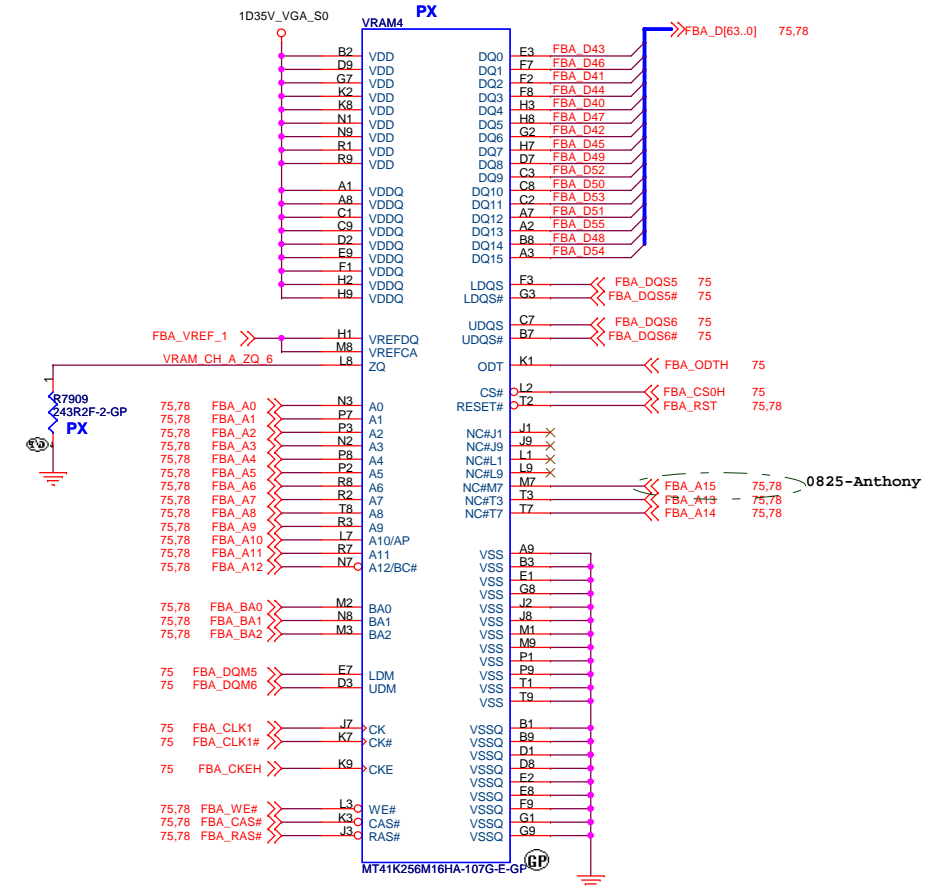 1D35V_VGA_S0
PX
VRAM4
FBA_D[63..0] 75,78
B2 VDD DQ0 E3 FBA_D43
D9 VDD DQ1 F7 FBA_D46
G7 VDD DQ2 F2 FBA_D41
K2 VDD DQ3 F8 FBA_D44
K8 VDD DQ4 H3 FBA_D40
N1 VDD DQ5 H8 FBA_D47
N9 VDD DQ6 G2 FBA_D42
R1 VDD DQ7 H7 FBA_D45
R9 VDD DQ8 D7 FBA_D49
DQ9 C3 FBA_D52
A1 VDDQ DQ10 C8 FBA_D50
A8 VDDQ DQ11 C2 FBA_D53
C1 VDDQ DQ12 A7 FBA_D51
C9 VDDQ DQ13 A2 FBA_D55
D2 VDDQ DQ14 B8 FBA_D48
E9 VDDQ DQ15 A3 FBA_D54
F1 VDDQ
H2 VDDQ LDQS F3 FBA_DQS5 75
H9 VDDQ LDQS# G3 FBA_DQS5# 75
UDQS C7 FBA_DQS6 75
FBA_VREF_1 H1 VREFDQ UDQS# B7 FBA_DQS6# 75
M8 VREFCA
VRAM_CH_A_ZQ_6 L8 ZQ ODT K1 FBA_ODTH 75
1
R7909
243R2F-2-GP
PX
CS# L2 FBA_CS0H 75
75,78 FBA_A0 N3 A0 RESET# T2 FBA_RST 75,78
75,78 FBA_A1 P7 A1
75,78 FBA_A2 P3 A2 NC#J1 J1
75,78 FBA_A3 N2 A3 NC#J9 J9
75,78 FBA_A4 P8 A4 NC#L1 L1
75,78 FBA_A5 P2 A5 NC#L9 L9
75,78 FBA_A6 R8 A6 NC#M7 M7 FBA_A15 75,78 0825-Anthony
75,78 FBA_A7 R2 A7 NC#T3 T3 FBA_A13 75,78
75,78 FBA_A8 T8 A8 NC#T7 T7 FBA_A14 75,78
75,78 FBA_A9 R3 A9
75,78 FBA_A10 L7 A10/AP
75,78 FBA_A11 R7 A11 VSS A9
75,78 FBA_A12 N7 A12/BC# VSS B3
VSS E1
VSS G8
75,78 FBA_BA0 M2 BA0 VSS J2
75,78 FBA_BA1 N8 BA1 VSS J8
75,78 FBA_BA2 M3 BA2 VSS M1
VSS M9
VSS P1
75 FBA_DQM5 E7 LDM VSS P9
75 FBA_DQM6 D3 UDM VSS T1
VSS T9
75 FBA_CLK1 J7 CK VSSQ B1
75 FBA_CLK1# K7 CK# VSSQ B9
VSSQ D1
75 FBA_CKEH K9 CKE VSSQ D8
VSSQ E2
VSSQ E8
75,78 FBA_WE# L3 WE# VSSQ F9
75,78 FBA_CAS# K3 CAS# VSSQ G1
75,78 FBA_RAS# J3 RAS# VSSQ G9
MT41K256M16HA-107G-E-GP
GP